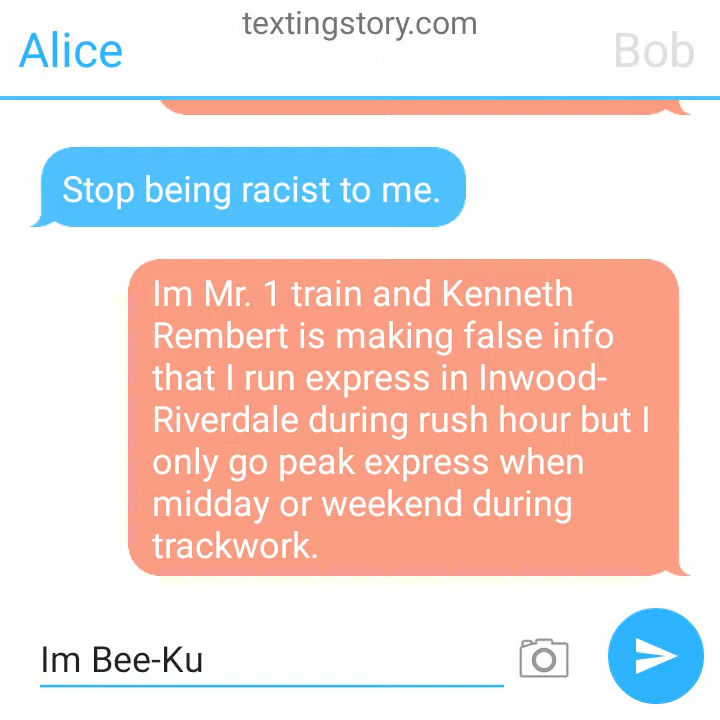 textingstory.com
Alice
Bob
Stop being racist to me.
Im Mr. 1 train and Kenneth
Rembert is making false info
that I run express in Inwood-
Riverdale during rush hour but I
only go peak express when
midday or weekend during
trackwork.
Im Bee-Ku